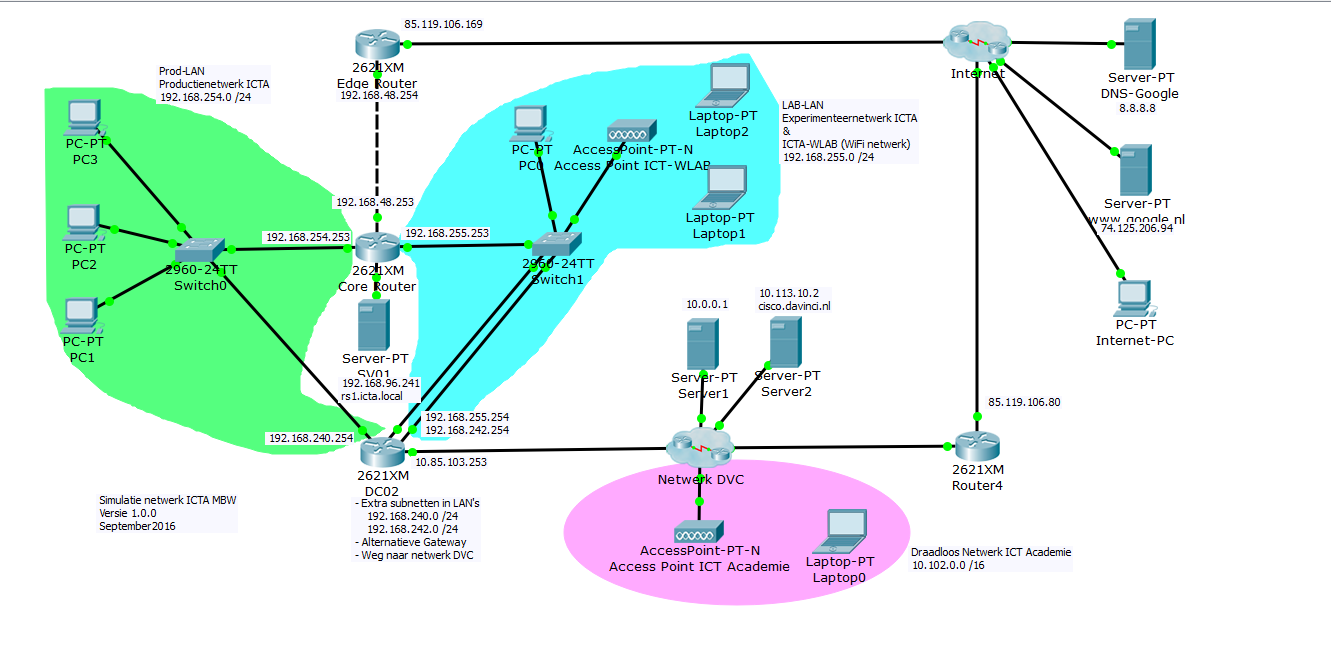 85.119.106.169
2621XM
Edge Router
192.168.48.254
Internet
Server-PT
DNS-Google
8.8.8.8
Prod-LAN
Productienetwerk ICTA
192.168.254.0 /24
PC-PT
PC3
PC-PT
PC2
PC-PT
PC1
2960-24TT
Switch0
192.168.254.253
192.168.48.253
192.168.255.253
2621XM
Core Router
Server-PT
SV01
192.168.96.241
rs1.icta.local
PC-PT
PC0
AccessPoint-PT-N
Access Point ICT-WLAB
Laptop-PT
Laptop2
Laptop-PT
Laptop1
2960-24TT
Switch1
LAB-LAN
Experimenteernetwerk ICTA
&
ICTA-WLAB (WiFi netwerk)
192.168.255.0 /24
Server-PT
www.google.nl
74.125.206.94
PC-PT
Internet-PC
10.0.0.1
Server-PT
Server1
10.113.10.2
cisco.davinci.nl
Server-PT
Server2
192.168.255.254
192.168.242.254
192.168.240.254
10.85.103.253
2621XM
DC02
- Extra subnetten in LAN's
192.168.240.0 /24
192.168.242.0 /24
- Alternatieve Gateway
- Weg naar netwerk DVC
Netwerk DVC
85.119.106.80
2621XM
Router4
Simulatie netwerk ICTA MBW
Versie 1.0.0
September2016
AccessPoint-PT-N
Access Point ICT Academie
Laptop-PT
Laptop0
Draadloos Netwerk ICT Academie
10.102.0.0 /16